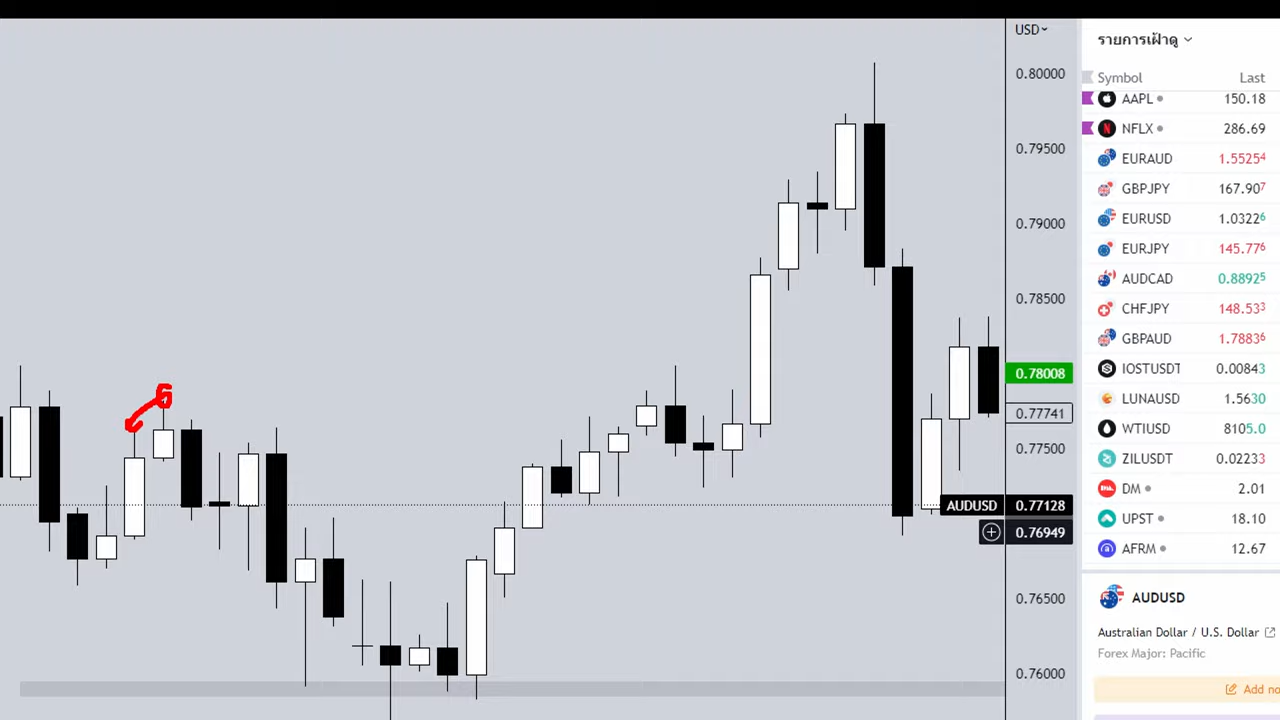 USD
0.80000
0.79500
0.79000
0.78500
0.78008
0.77741
0.77500
AUDUSD 0.77128
0.76949
0.76500
0.76000
รายการเฝ้าดู
Symbol Last
AAPL 150.18
NFLX 286.69
EURAUD 1.55254
GBPJPY 167.907
EURUSD 1.03226
EURJPY 145.776
AUDCAD 0.88925
CHFJPY 148.533
GBPAUD 1.78836
IOSTUSDT 0.00843
LUNAUSD 1.5630
WTIUSD 8105.0
ZILUSDT 0.02233
DM 2.01
UPST 18.10
AFRM 12.67
AUDUSD
Australian Dollar / U.S. Dollar
Forex Major: Pacific
Add no